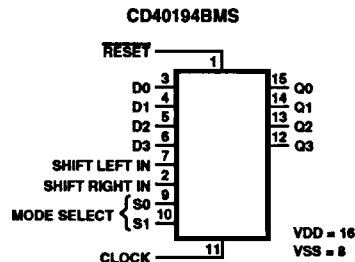 CD40194BMS
RESET
1
D0 3 15 Q0
D1 4 14 Q1
D2 5 13 Q2
D3 6 12 Q3
SHIFT LEFT IN 7
SHIFT RIGHT IN 2
MODE SELECT { S0 9
S1 10
CLOCK 11
VDD = 16
VSS = 8